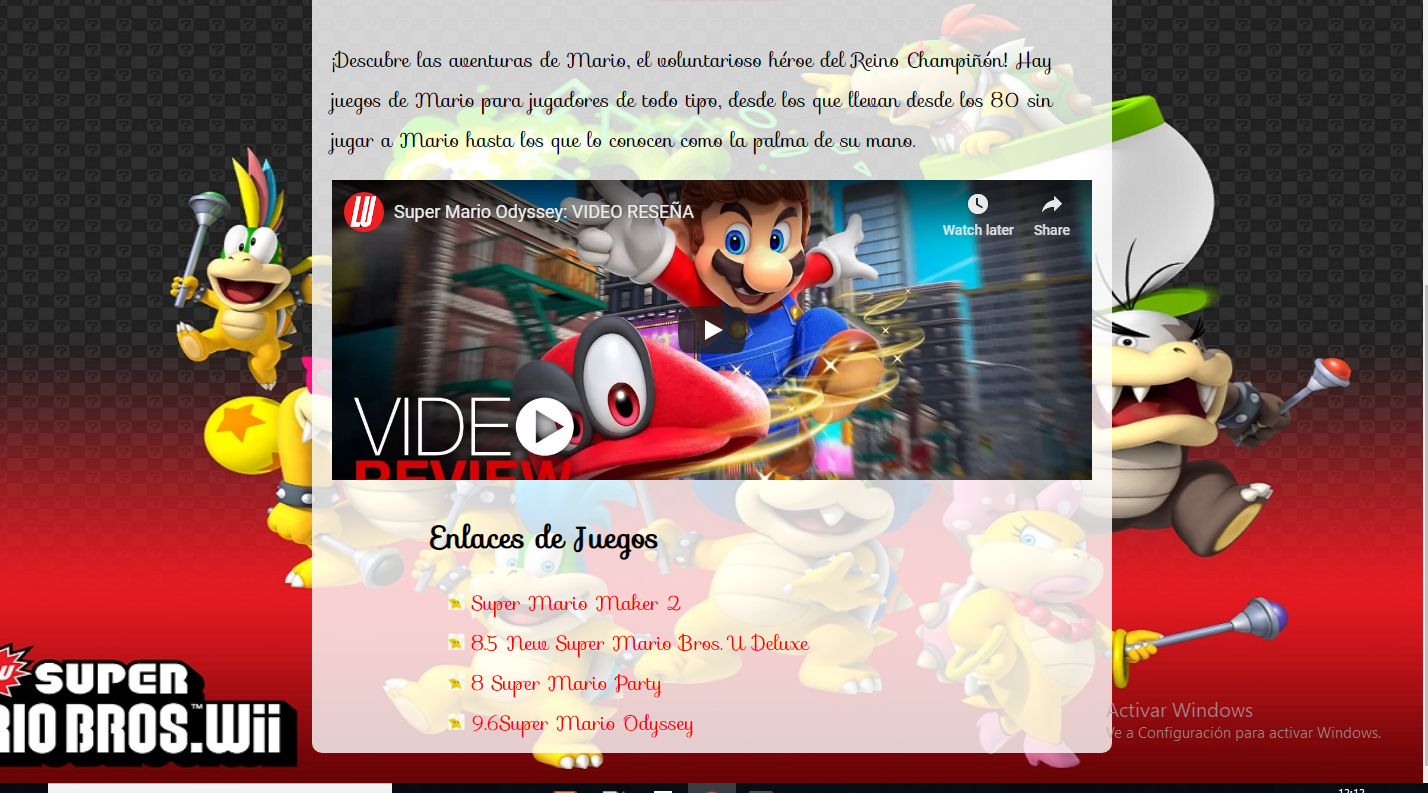 ¡Descubre las aventuras de Mario, el voluntarioso héroe del Reino Champiñón! Hay
juegos de Mario para jugadores de todo tipo, desde los que llevan desde los 80 sin
jugar a Mario hasta los que lo conocen como la palma de su mano.
Super Mario Odyssey: VIDEO RESEÑA
Watch later
Share
VIDE
REVIEW
Enlaces de Juegos
Super Mario Maker 2
8.5 New Super Mario Bros. U Deluxe
8 Super Mario Party
9.6Super Mario Odyssey
SUPER
RIO BROS.Wii
TM
Activar Windows
Ve a Configuración para activar Windows.